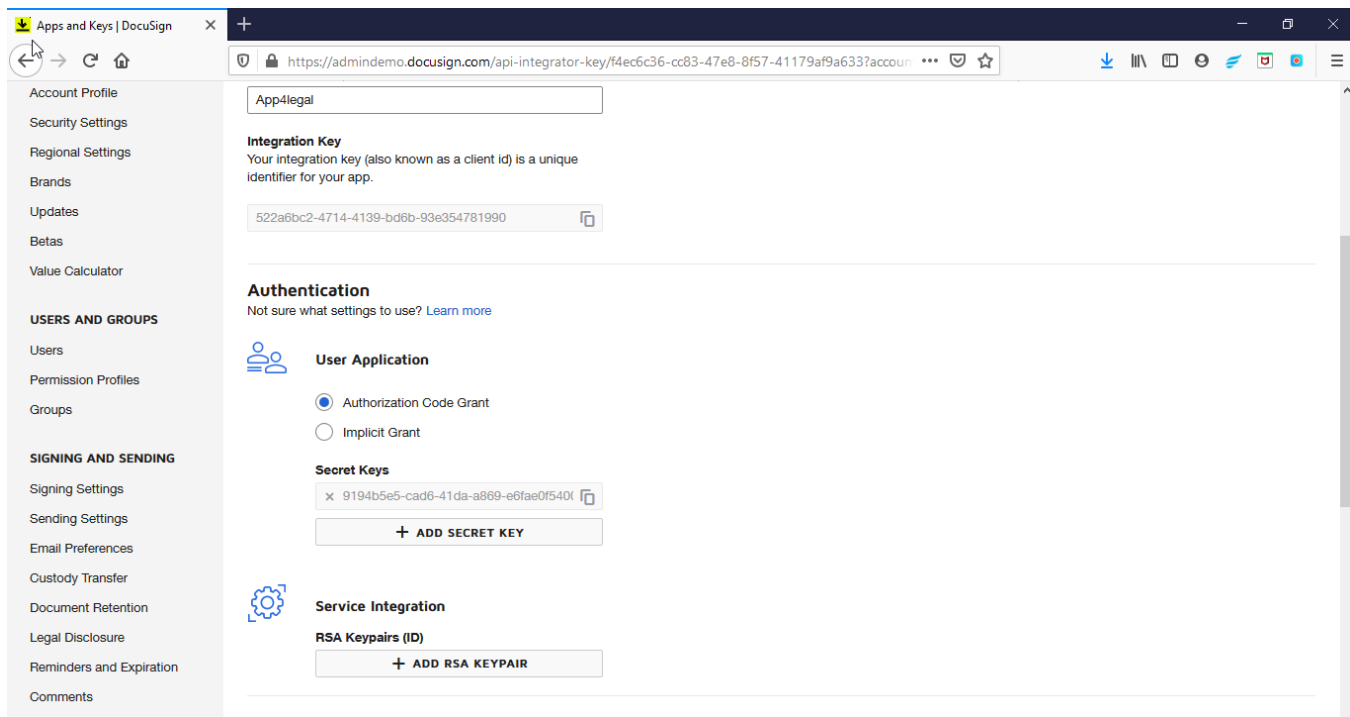 Apps and Keys | DocuSign
https://admindemo.docusign.com/api-integrator-key/f4ec6c36-cc83-47e8-8f57-41179af9a633?accoun
Account Profile
Security Settings
Regional Settings
Brands
Updates
Betas
Value Calculator
USERS AND GROUPS
Users
Permission Profiles
Groups
SIGNING AND SENDING
Signing Settings
Sending Settings
Email Preferences
Custody Transfer
Document Retention
Legal Disclosure
Reminders and Expiration
Comments
App4legal
Integration Key
Your integration key (also known as a client id) is a unique
identifier for your app.
522a6bc2-4714-4139-bd6b-93e354781990
Authentication
Not sure what settings to use? Learn more
User Application
Authorization Code Grant
Implicit Grant
Secret Keys
9194b5e5-cad6-41da-a869-e6fae0f540
+ ADD SECRET KEY
Service Integration
RSA Keypairs (ID)
+ ADD RSA KEYPAIR